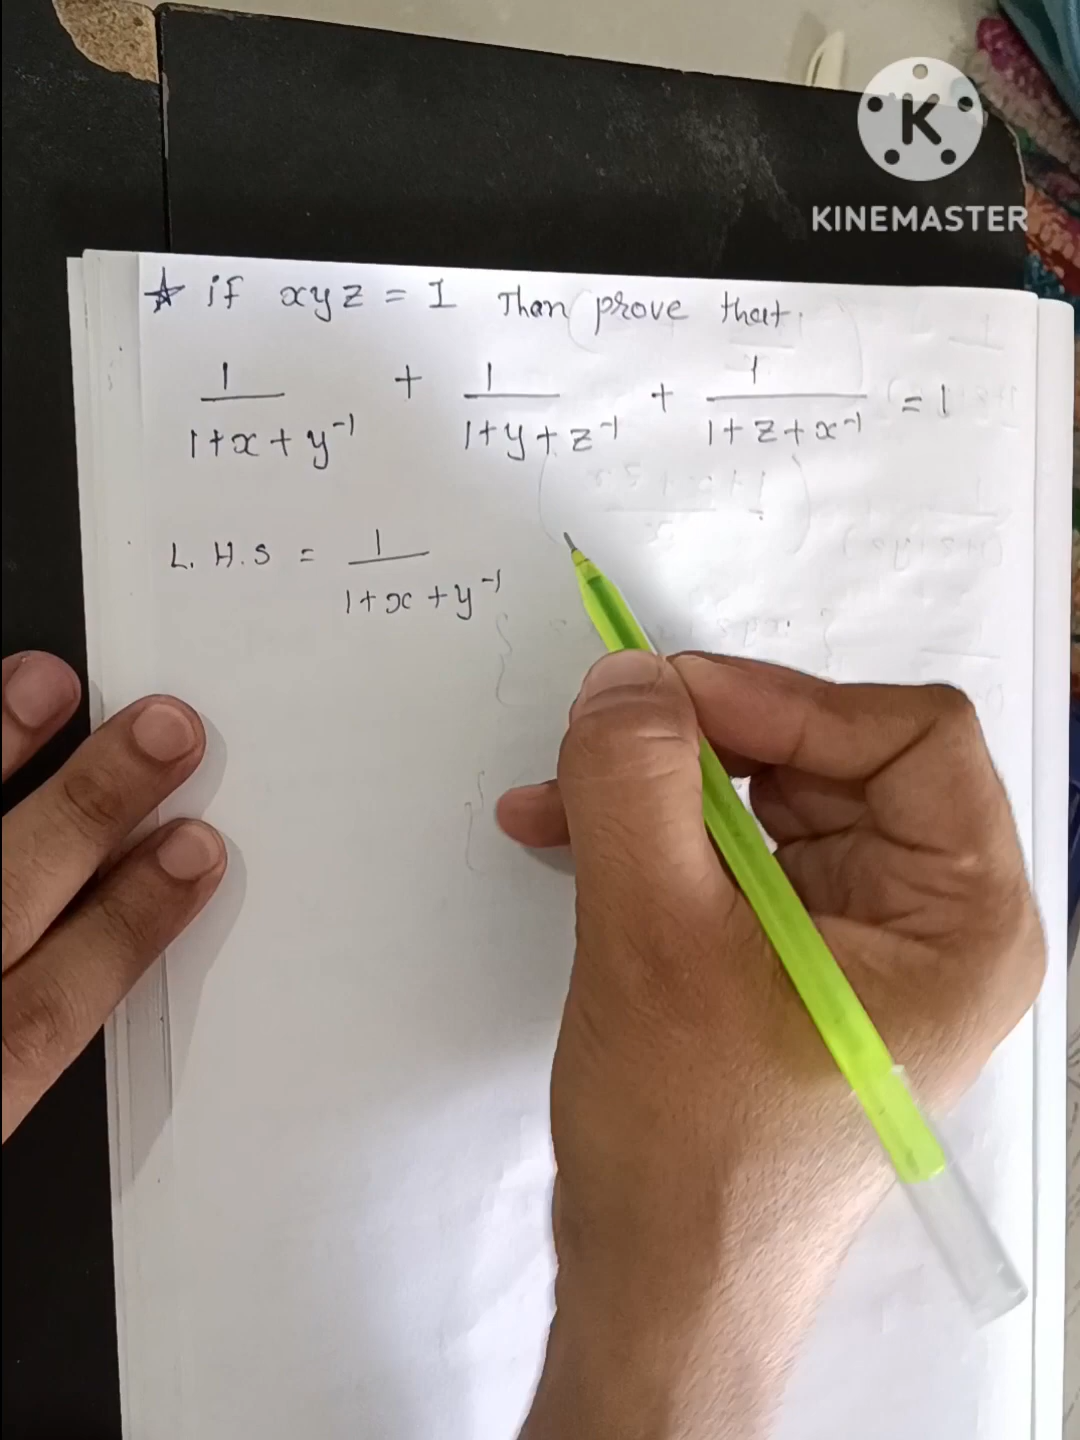 K
KINEMASTER
☆ if xyz = 1 Than prove that.
1/(1+x+y⁻¹) + 1/(1+y+z⁻¹) + 1/(1+z+x⁻¹) = 1
L.H.S = 1/(1+x+y⁻¹)